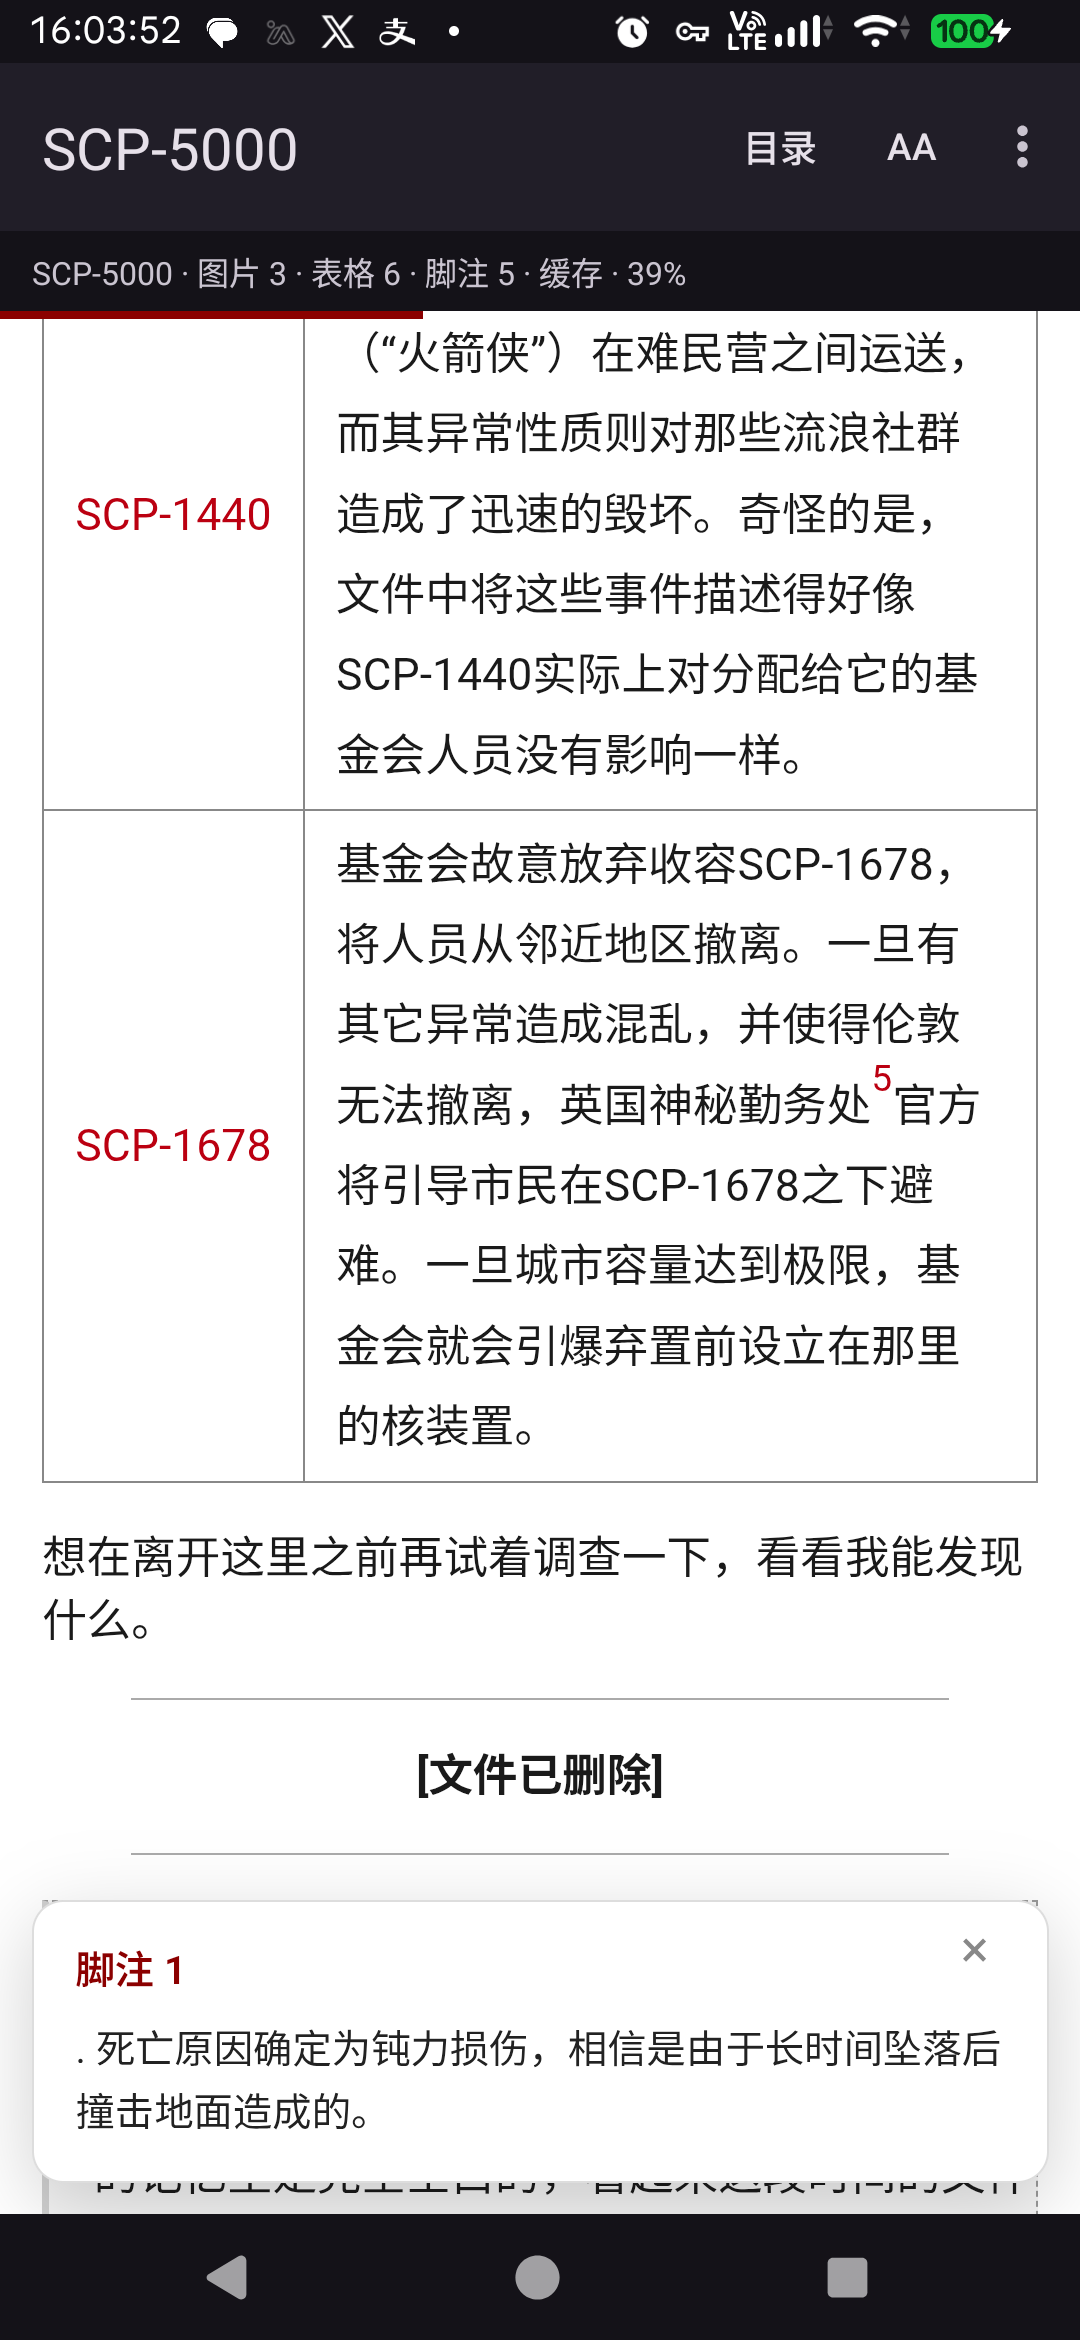 16:03:52
支
Vo LTE
100
SCP-5000
目录
AA
SCP-5000 · 图片 3 · 表格 6 · 脚注 5 · 缓存 · 39%
(“火箭侠”)在难民营之间运送，
而其异常性质则对那些流浪社群
SCP-1440
造成了迅速的毁坏。奇怪的是，
文件中将这些事件描述得好像
SCP-1440实际上对分配给它的基
金会人员没有影响一样。
基金会故意放弃收容SCP-1678，
将人员从邻近地区撤离。一旦有
其它异常造成混乱，并使得伦敦
无法撤离，英国神秘勤务处5官方
SCP-1678
将引导市民在SCP-1678之下避
难。一旦城市容量达到极限，基
金会就会引爆弃置前设立在那里
的核装置。
想在离开这里之前再试着调查一下，看看我能发现
什么。
[文件已删除]
脚注 1
. 死亡原因确定为钝力损伤，相信是由于长时间坠落后
撞击地面造成的。